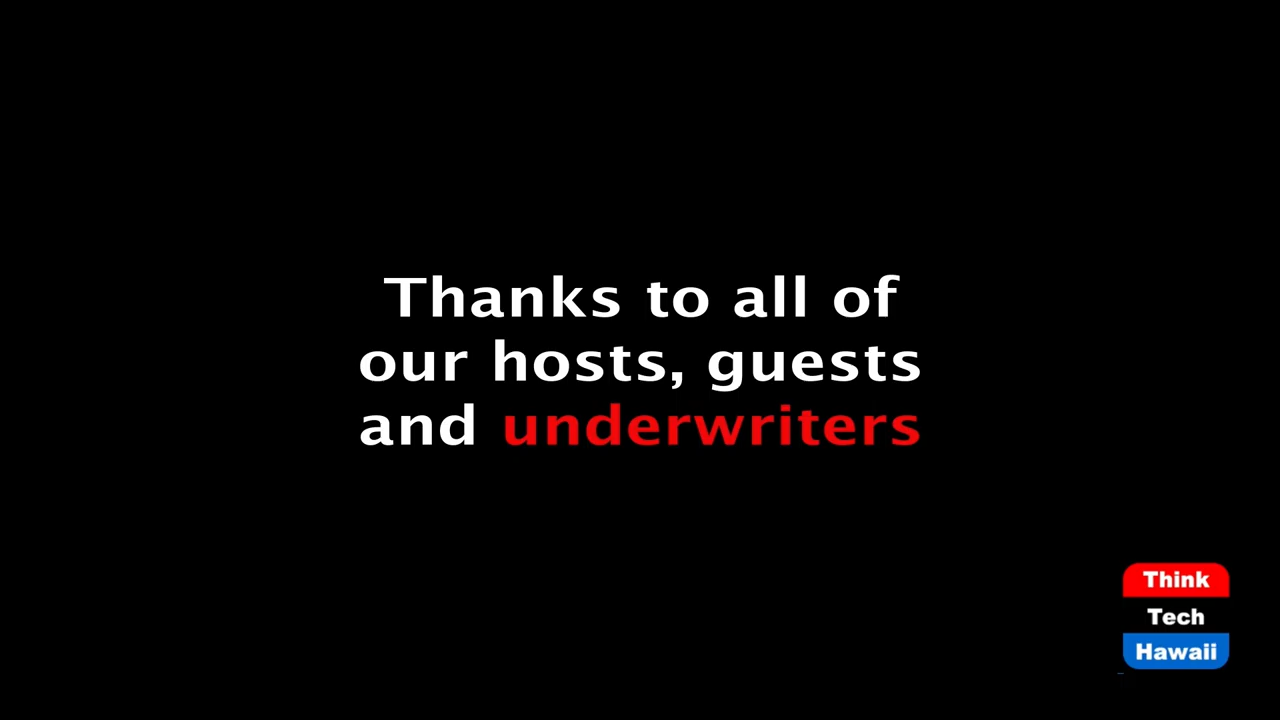 Thanks to all of
our hosts, guests
and underwriters
Think
Tech
Hawaii